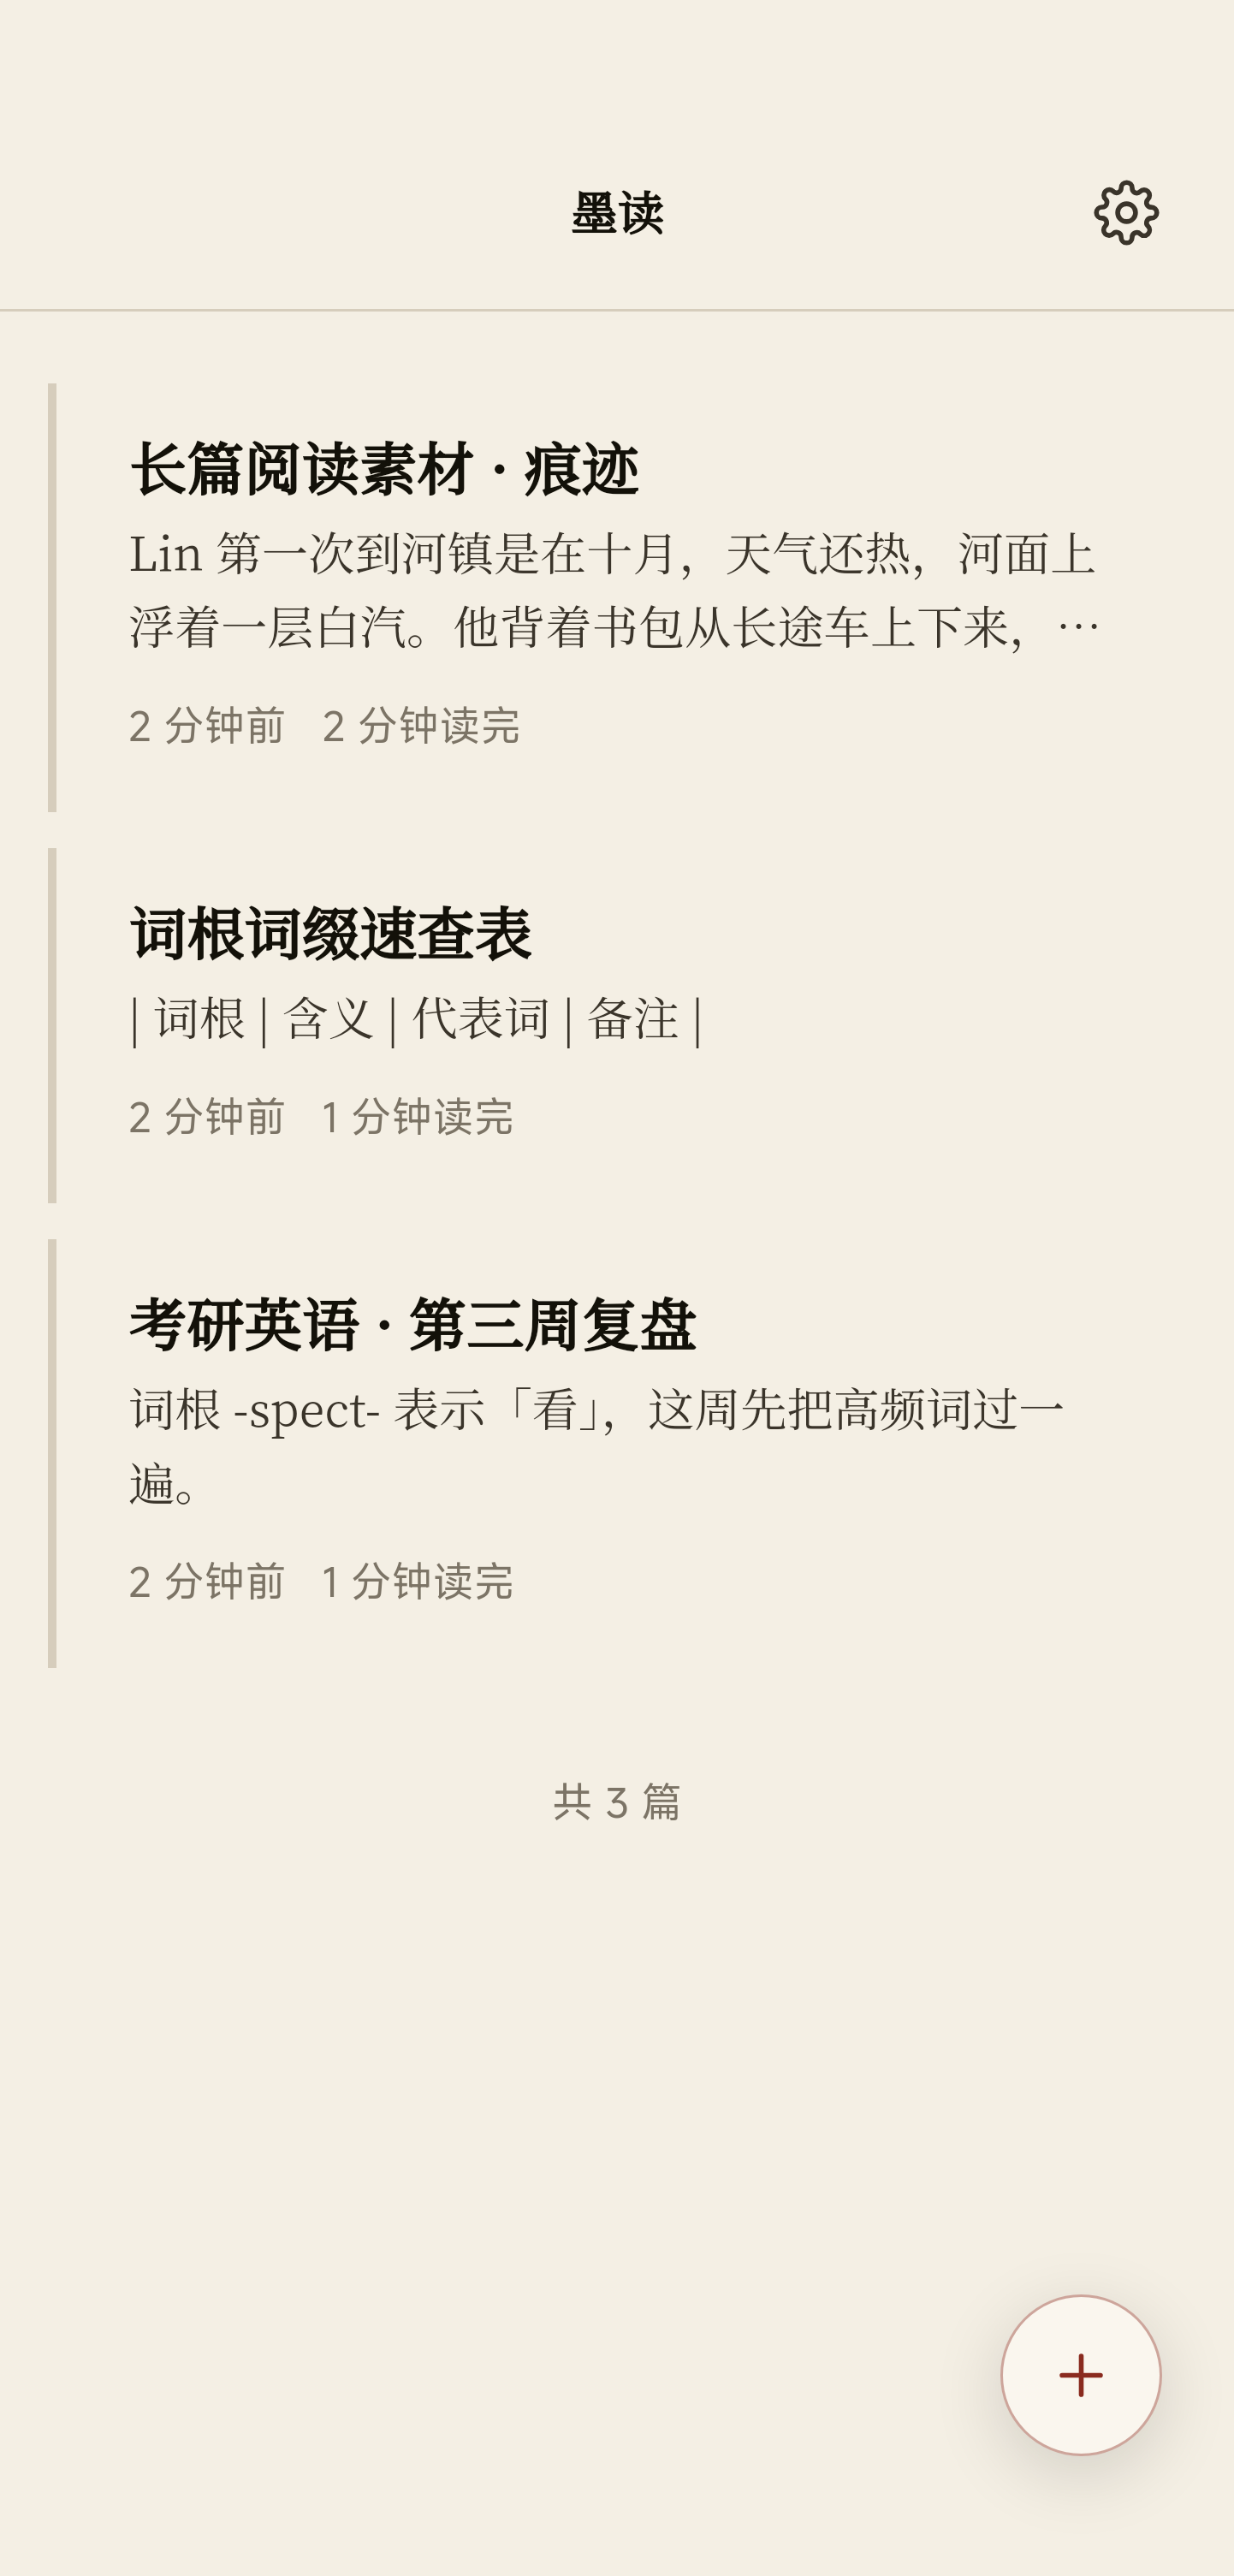 墨读
长篇阅读素材 · 痕迹
Lin 第一次到河镇是在十月，天气还热，河面上
浮着一层白汽。他背着书包从长途车上下来，…
2 分钟前 2 分钟读完
词根词缀速查表
| 词根 | 含义 | 代表词 | 备注 |
2 分钟前 1 分钟读完
考研英语 · 第三周复盘
词根 -spect- 表示「看」，这周先把高频词过一
遍。
2 分钟前 1 分钟读完
共 3 篇